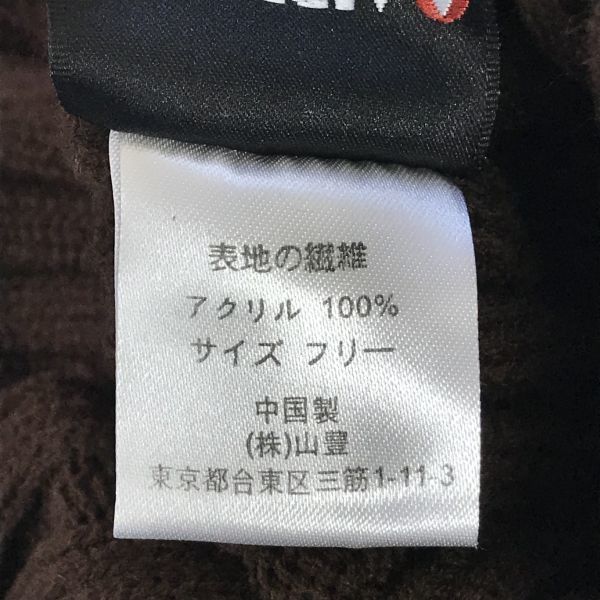 表地の繊維
アクリル 100%
サイズ フリー
中国製
(株)山豊
東京都台東区三筋1-11-3